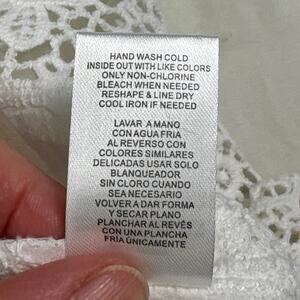 HAND WASH COLD
INSIDE OUT WITH LIKE COLORS
ONLY NON-CHLORINE
BLEACH WHEN NEEDED
RESHAPE & LINE DRY
COOL IRON IF NEEDED
LAVAR A MANO
CON AGUA FRIA
AL REVERSO CON
COLORES SIMILARES
DELICADAS USAR SOLO
BLANQUEADOR
SIN CLORO CUANDO
SEA NECESARIO
VOLVER A DAR FORMA
Y SECAR PLANO
PLANCHAR AL REVÉS
CON UNA PLANCHA
FRIA ÚNICAMENTE